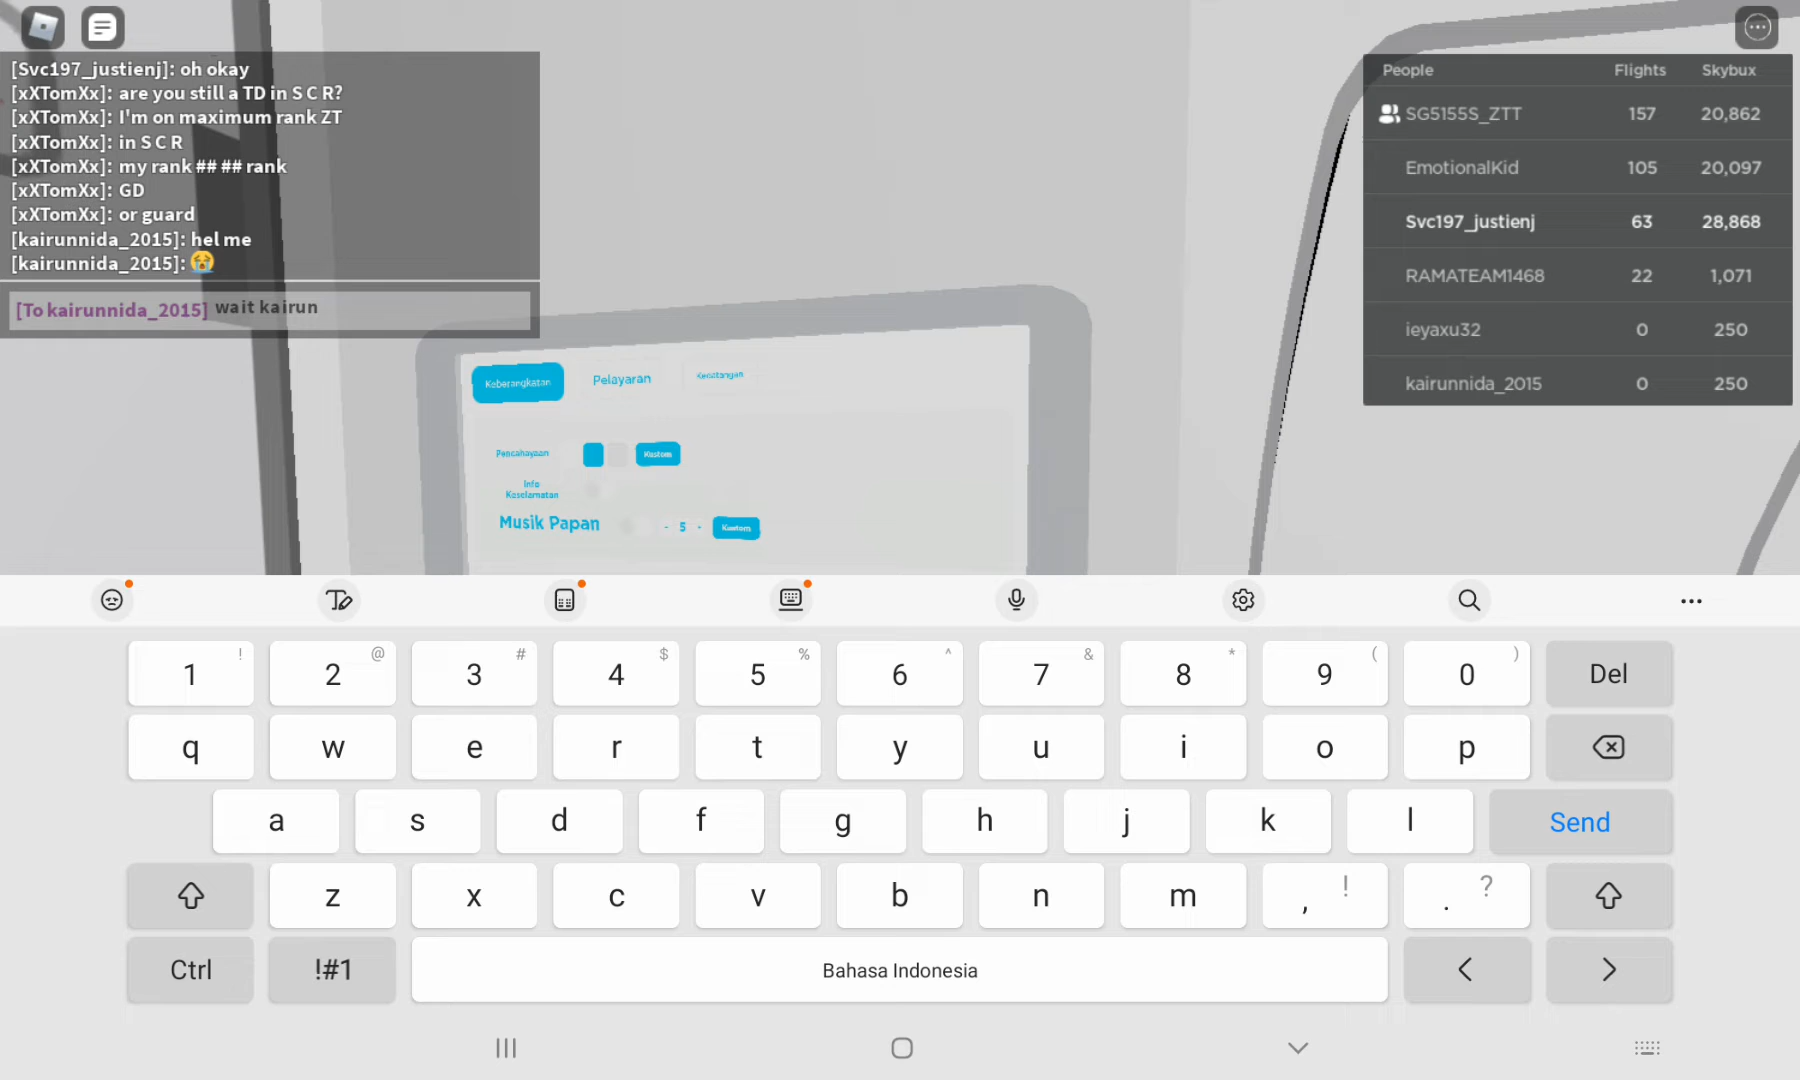 [Svc197_justienj]: oh okay
[xXTomXx]: are you still a TD in S C R?
[xXTomXx]: I'm on maximum rank ZT
[xXTomXx]: in S C R
[xXTomXx]: my rank ## ## rank
[xXTomXx]: GD
[xXTomXx]: or guard
[kairunnida_2015]: hel me
[kairunnida_2015]: 😭
[To kairunnida_2015] wait kairun
People Flights Skybux
SG5155S_ZTT 157 20,862
EmotionalKid 105 20,097
Svc197_justienj 63 28,868
RAMATEAM1468 22 1,071
ieyaxu32 0 250
kairunnida_2015 0 250
Keberangkatan Pelayaran Kedatangan
Pencahayaan Kustom
Info
Keselamatan
Musik Papan - 5 - Kustom
1 ! 2 @ 3 # 4 $ 5 % 6 ^ 7 & 8 * 9 ( 0 ) Del
q w e r t y u i o p
a s d f g h j k l Send
z x c v b n m , ! . ?
Ctrl !#1 Bahasa Indonesia < >